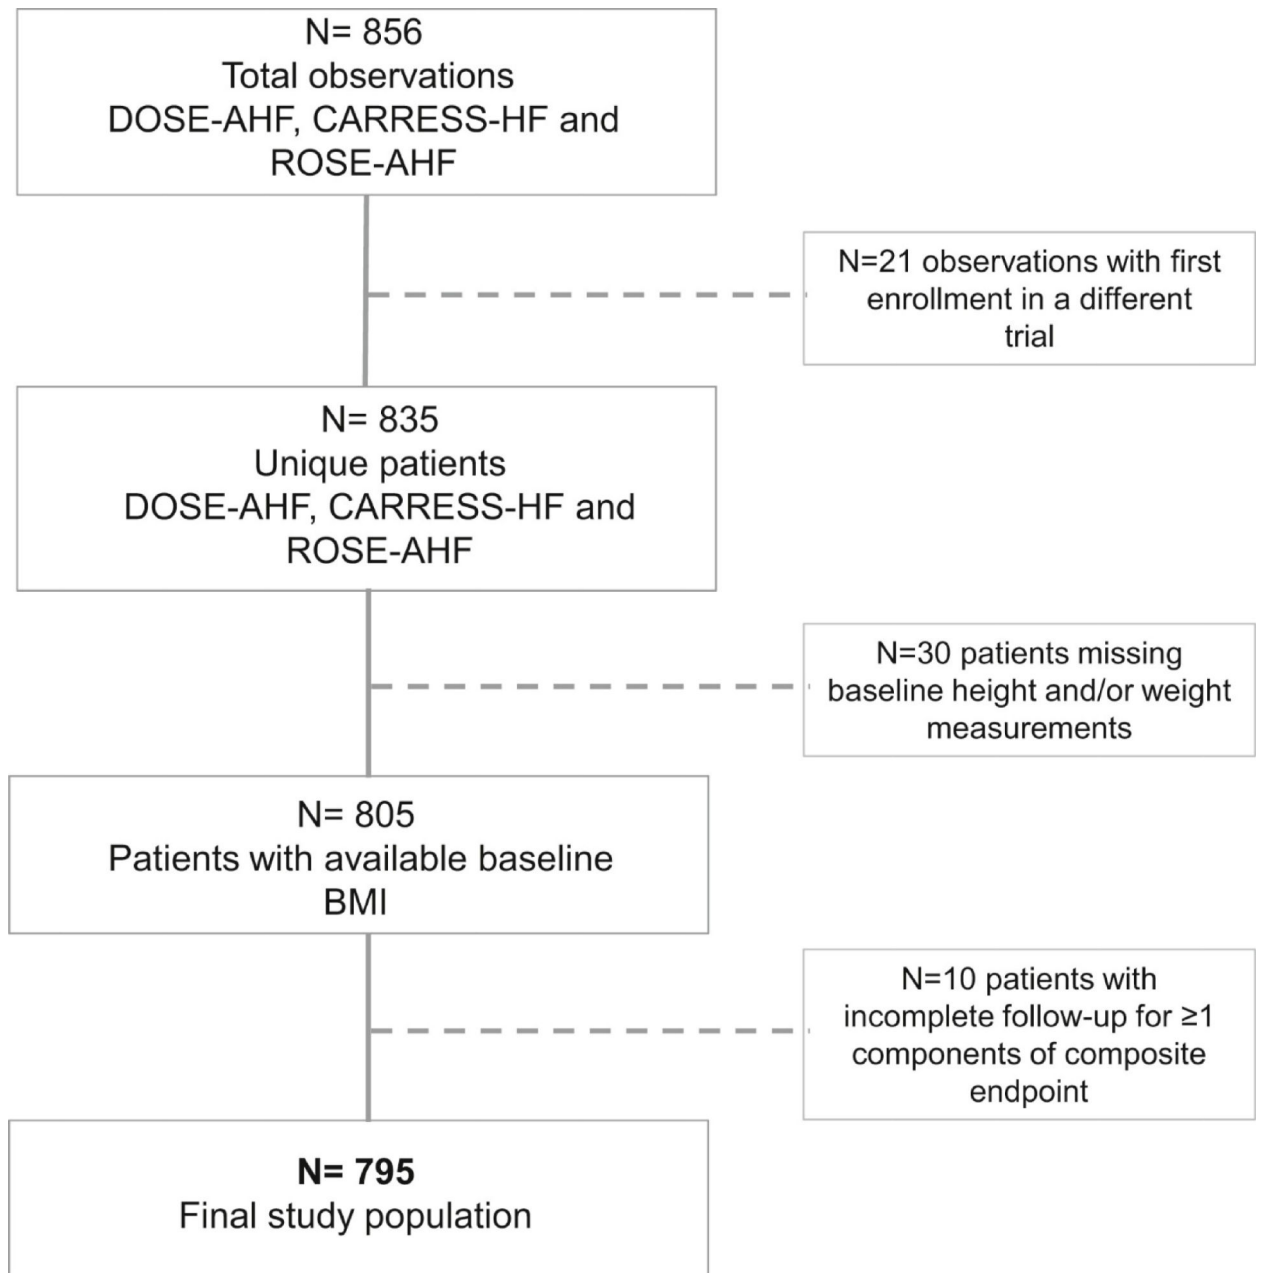 N= 856
Total observations
DOSE-AHF, CARRESS-HF and
ROSE-AHF
N=21 observations with first
enrollment in a different
trial
N= 835
Unique patients
DOSE-AHF, CARRESS-HF and
ROSE-AHF
N=30 patients missing
baseline height and/or weight
measurements
N= 805
Patients with available baseline
BMI
N=10 patients with
incomplete follow-up for ≥1
components of composite
endpoint
N= 795
Final study population